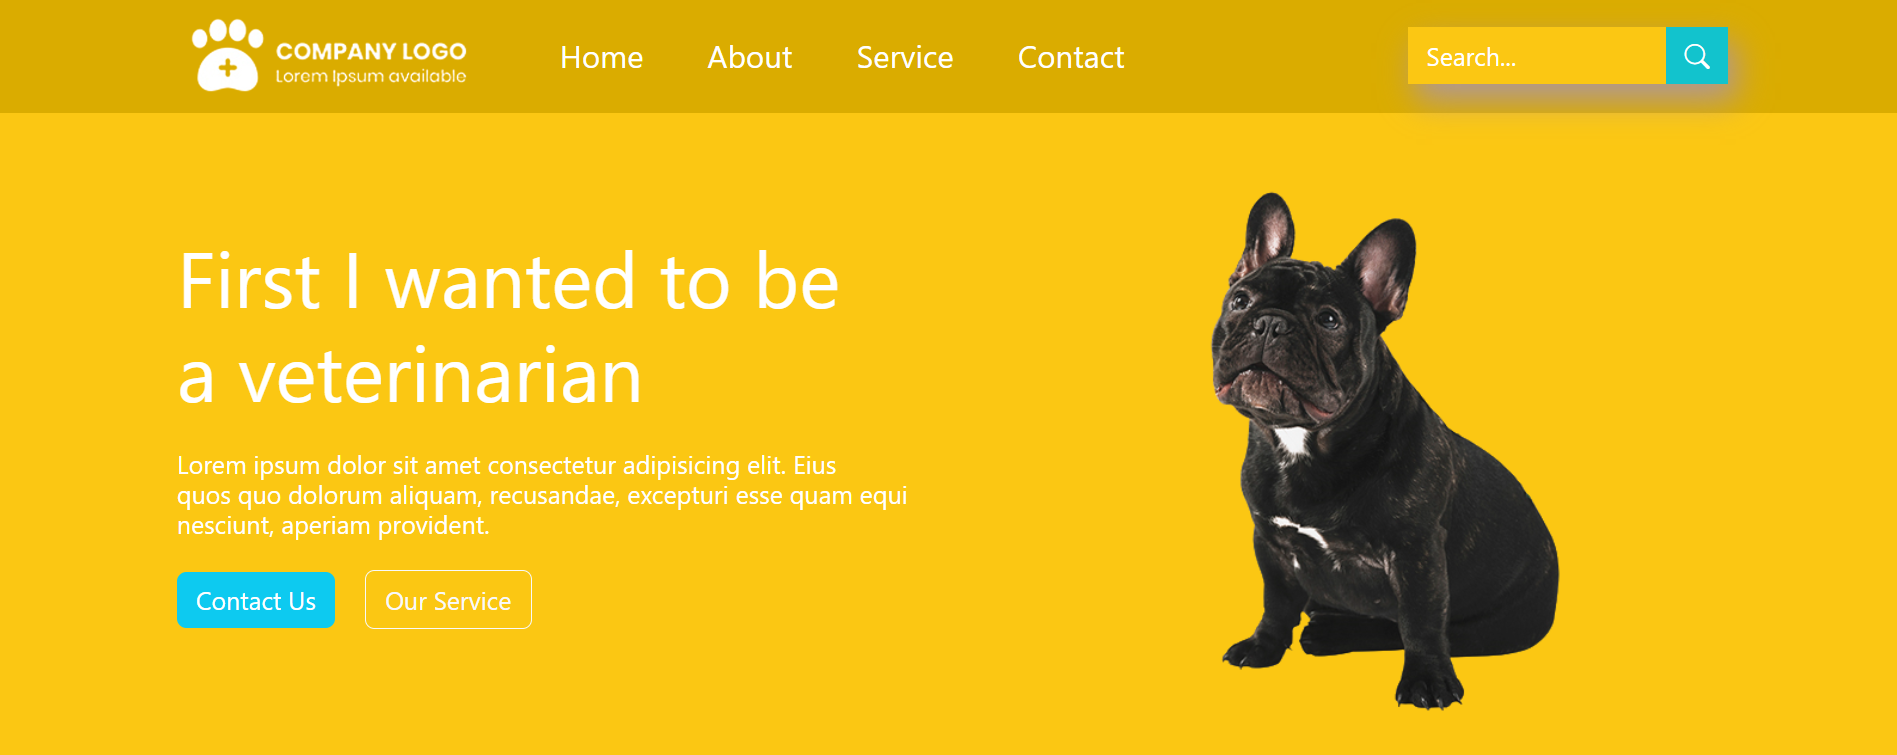 COMPANY LOGO
Lorem Ipsum available
Home About Service Contact
Search...
First I wanted to be
a veterinarian
Lorem ipsum dolor sit amet consectetur adipisicing elit. Eius
quos quo dolorum aliquam, recusandae, excepturi esse quam equi
nesciunt, aperiam provident.
Contact Us Our Service